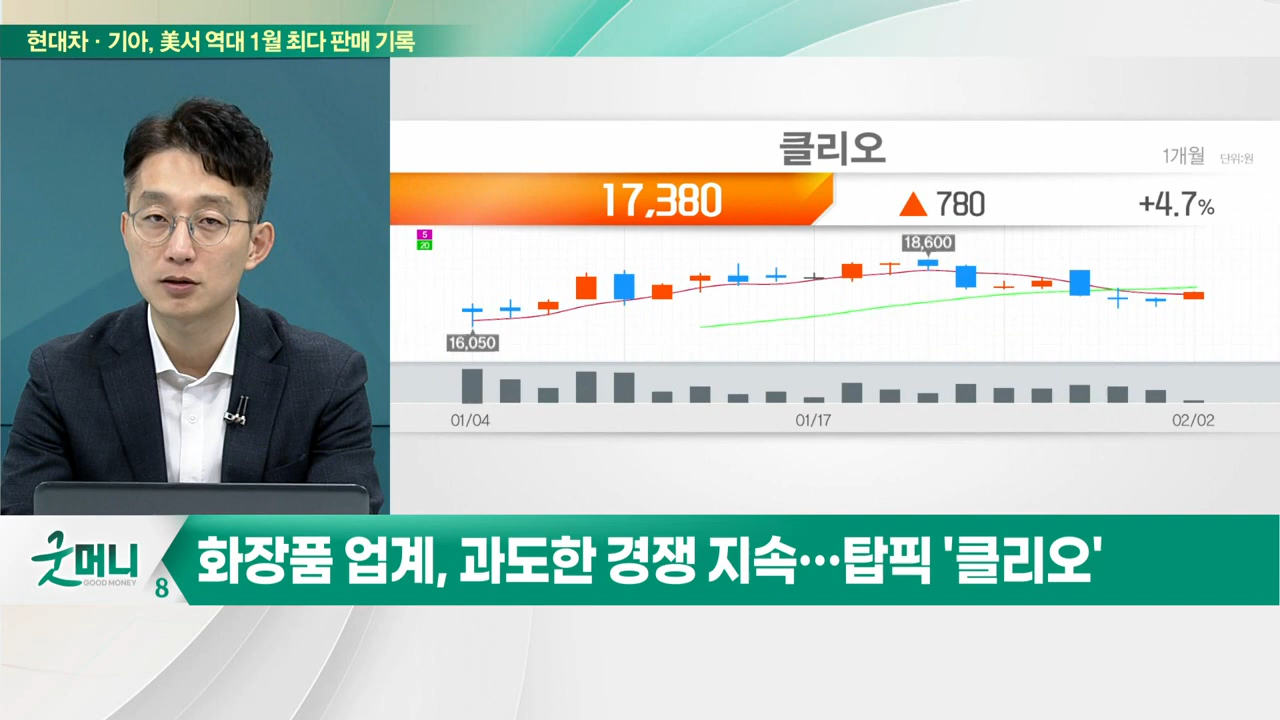 현대차·기아, 美서 역대 1월 최다 판매 기록
클리오
1개월 단위:원
17,380 ▲ 780 +4.7%
5
20
18,600
16,050
01/04 01/17 02/02
굿머니
GOOD MONEY
8
화장품 업계, 과도한 경쟁 지속…탑픽 '클리오'